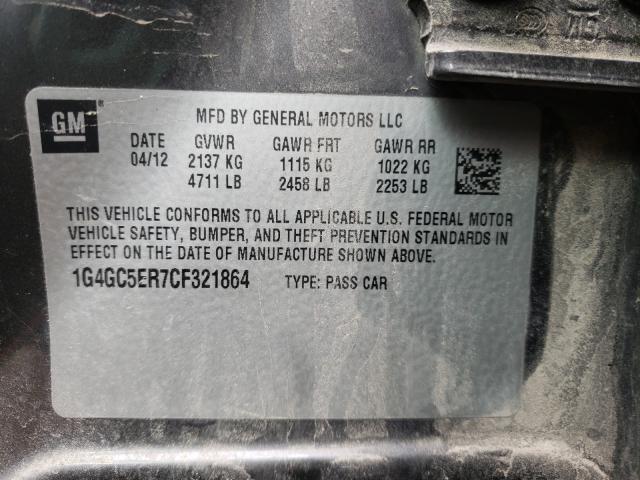 GM
MFD BY GENERAL MOTORS LLC
DATE GVWR GAWR FRT GAWR RR
04/12 2137 KG 1115 KG 1022 KG
4711 LB 2458 LB 2253 LB
THIS VEHICLE CONFORMS TO ALL APPLICABLE U.S. FEDERAL MOTOR
VEHICLE SAFETY, BUMPER, AND THEFT PREVENTION STANDARDS IN
EFFECT ON THE DATE OF MANUFACTURE SHOWN ABOVE.
1G4GC5ER7CF321864 TYPE: PASS CAR